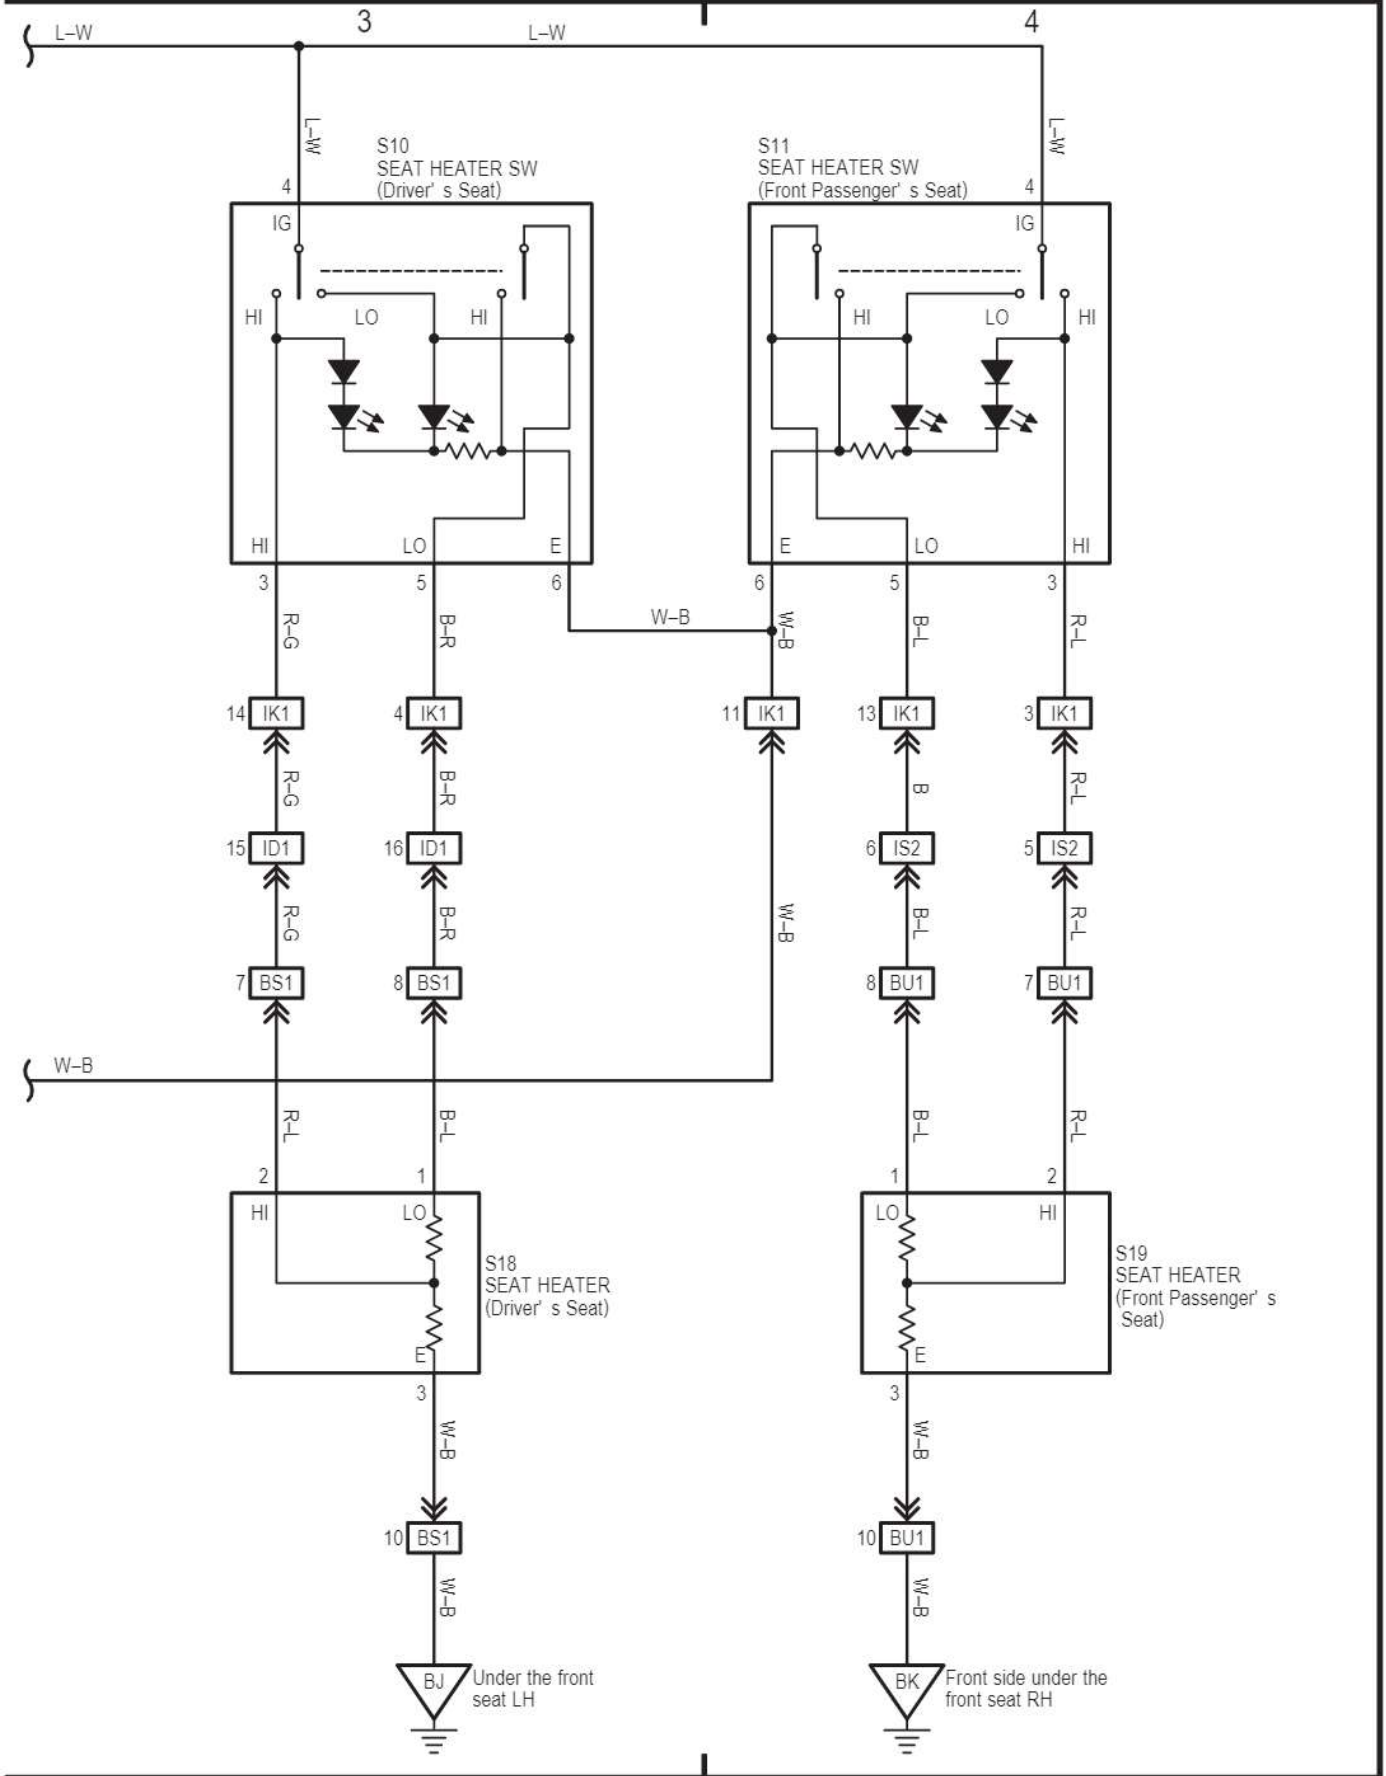 3
4
L–W
L–W
L–W
L–W
S10
SEAT HEATER SW
(Driver' s Seat)
S11
SEAT HEATER SW
(Front Passenger' s Seat)
4
4
IG
IG
HI
LO
HI
HI
LO
HI
HI
LO
E
E
LO
HI
3
5
6
6
5
3
R–G
B–R
W–B
W–B
B–L
R–L
14 IK1
4 IK1
11 IK1
13 IK1
3 IK1
R–G
B–R
B
R–L
15 ID1
16 ID1
6 IS2
5 IS2
R–G
B–R
W–B
B–L
R–L
7 BS1
8 BS1
8 BU1
7 BU1
W–B
R–L
B–L
B–L
R–L
2
1
1
2
HI
LO
LO
HI
S18
SEAT HEATER
(Driver' s Seat)
S19
SEAT HEATER
(Front Passenger' s
Seat)
E
E
3
3
W–B
W–B
10 BS1
10 BU1
W–B
W–B
BJ
Under the front
seat LH
BK
Front side under the
front seat RH